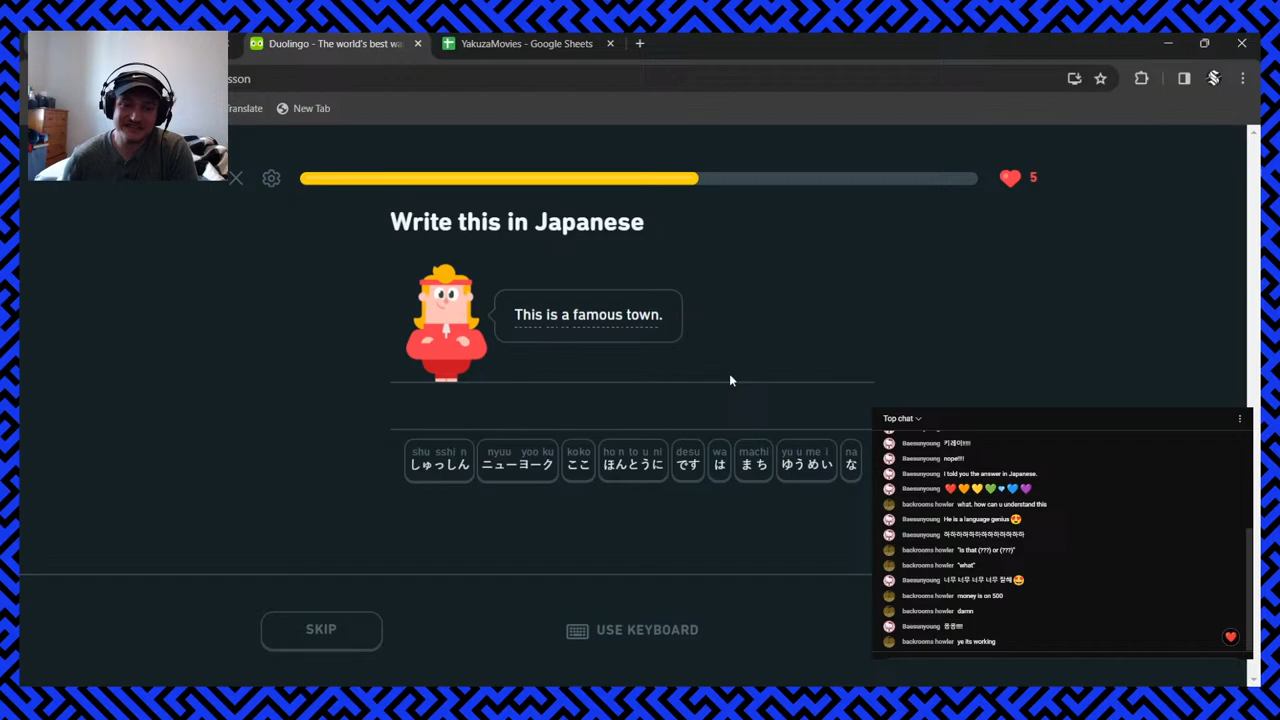 Duolingo - The world's best wa
YakuzaMovies - Google Sheets
sson
Translate
New Tab
5
Write this in Japanese
This is a famous town.
shu sshi n
しゅっしん
nyuu yoo ku
ニューヨーク
koko
ここ
ho n to u ni
ほんとうに
desu
です
wa
は
machi
まち
yo u me i
ゆうめい
na
な
SKIP
USE KEYBOARD
Top chat
Baesunyoung 키레이!!!!!
Baesunyoung nope!!!!
Baesunyoung I told you the answer in Japanese.
Baesunyoung ❤️🧡💛💚💎💙💜
backrooms howler what. how can u understand this
Baesunyoung He is a language genius 😍
Baesunyoung 하하하하하하하하하하하하하
backrooms howler "is that (???) or (???)"
backrooms howler "what"
Baesunyoung 너무 너무 너무 너무 잘해🤩
backrooms howler money is on 500
backrooms howler damn
Baesunyoung 응응!!!!
backrooms howler ye its working